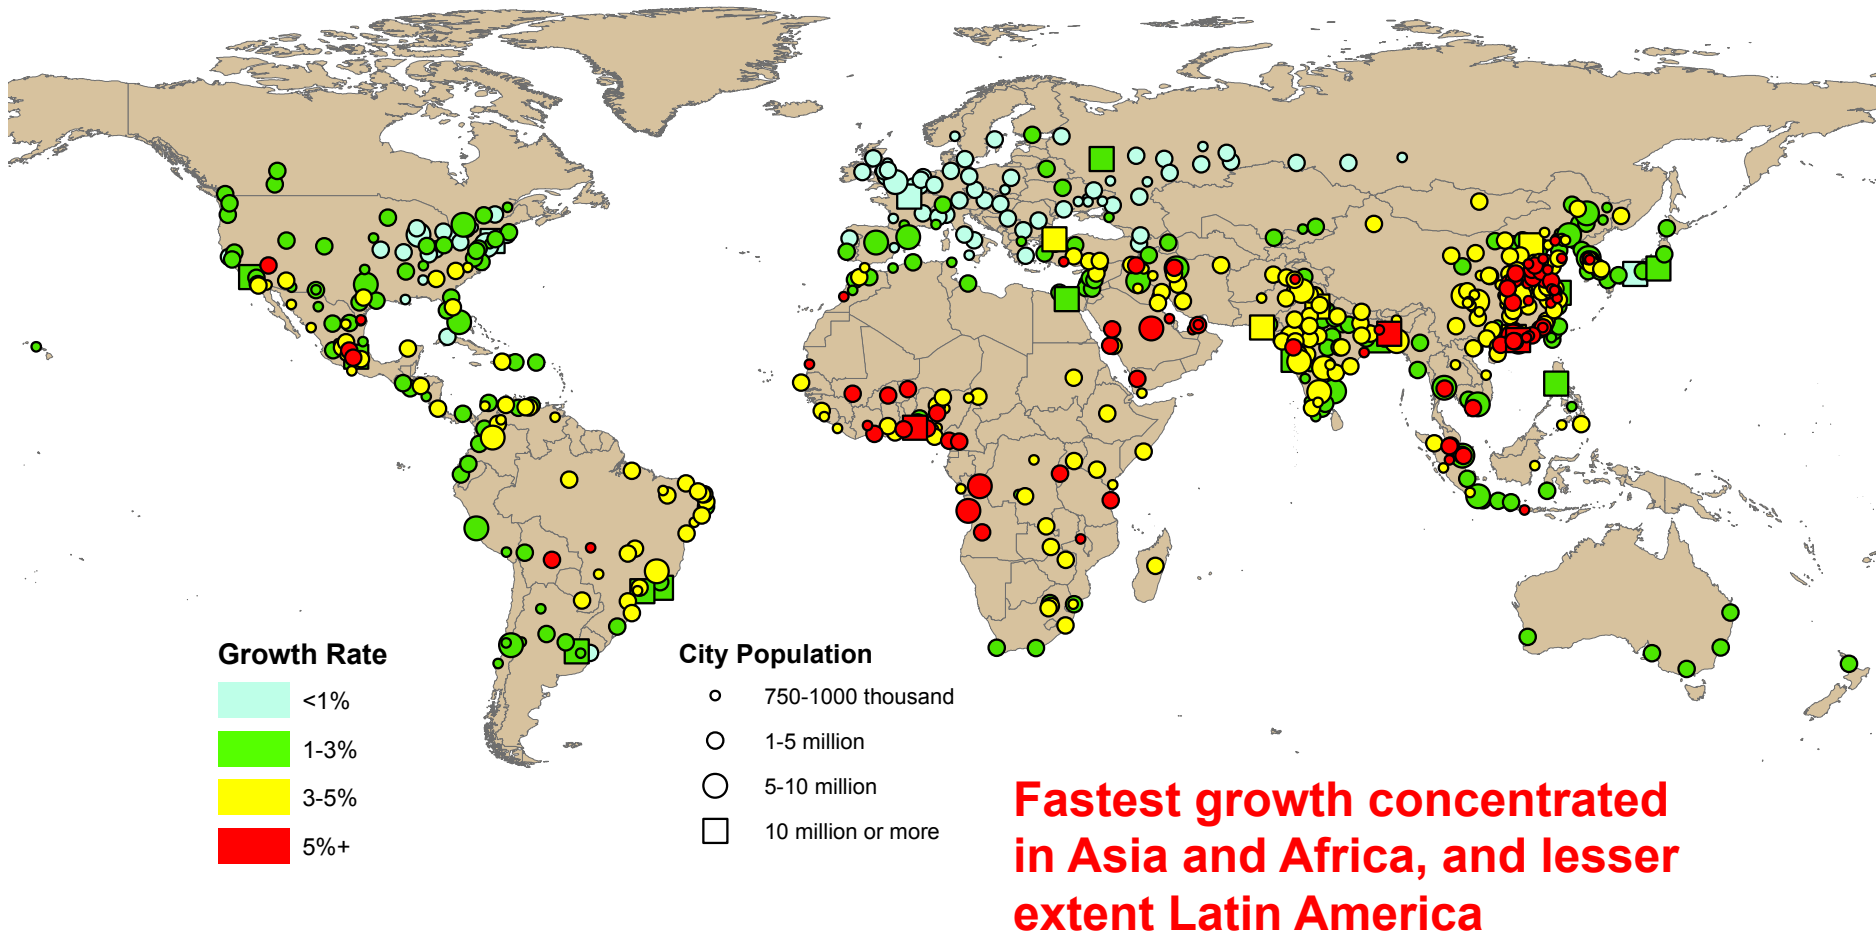 Growth Rate
<1%
1-3%
3-5%
5%+
City Population
750-1000 thousand
1-5 million
5-10 million
10 million or more
Fastest growth concentrated
in Asia and Africa, and lesser
extent Latin America